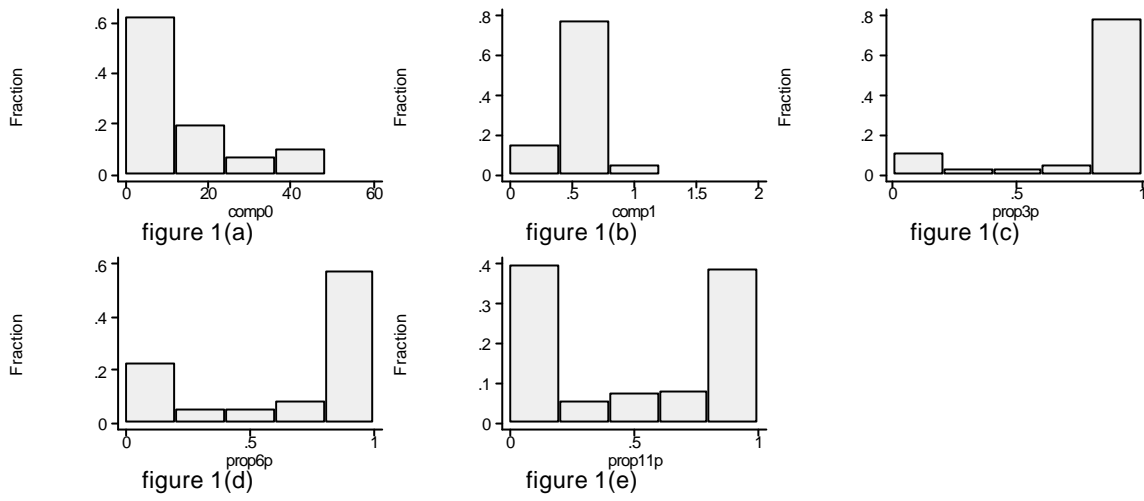 Fraction
.6
.4
.2
0
0
20
40
60
comp0
figure 1(a)
Fraction
.8
.6
.4
.2
0
0
.5
1
1.5
2
comp1
figure 1(b)
Fraction
.8
.6
.4
.2
0
0
.5
1
prop3p
figure 1(c)
Fraction
.6
.4
.2
0
0
.5
1
prop6p
figure 1(d)
Fraction
.4
.3
.2
.1
0
0
.5
1
prop11p
figure 1(e)